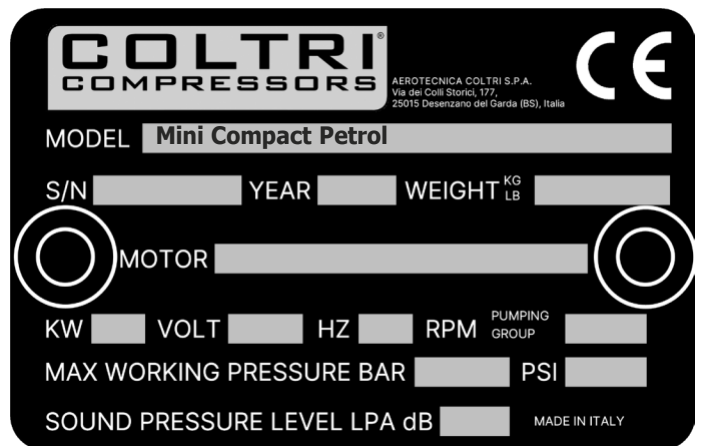 COLTRI®
COMPRESSORS
CE
AEROTECNICA COLTRI S.P.A.
Via dei Colli Storici, 177,
25015 Desenzano del Garda (BS), Italia
MODEL Mini Compact Petrol
S/N YEAR WEIGHT KG LB
MOTOR
KW VOLT HZ RPM PUMPING GROUP
MAX WORKING PRESSURE BAR PSI
SOUND PRESSURE LEVEL LPA dB MADE IN ITALY